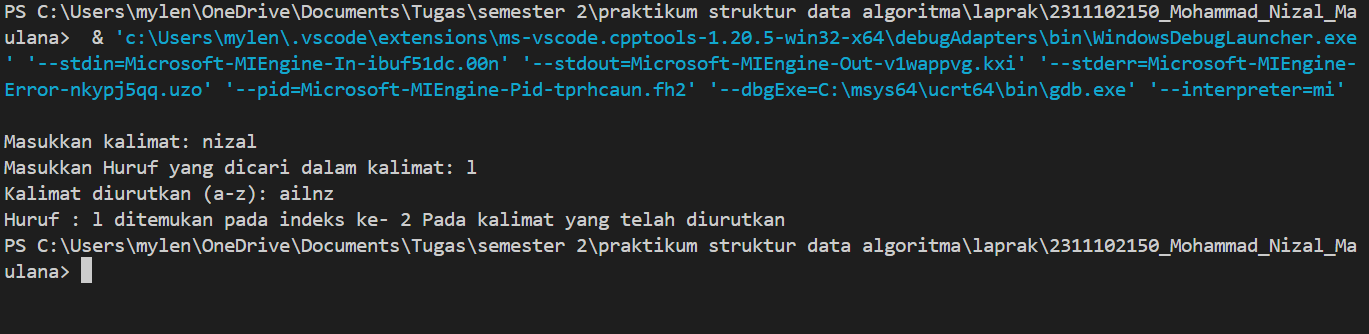 PS C:\Users\mylen\OneDrive\Documents\Tugas\semester 2\praktikum struktur data algoritma\laprak\2311102150_Mohammad_Nizal_Ma
ulana>  & 'c:\Users\mylen\.vscode\extensions\ms-vscode.cpptools-1.20.5-win32-x64\debugAdapters\bin\WindowsDebugLauncher.exe
' '--stdin=Microsoft-MIEngine-In-ibuf51dc.00n' '--stdout=Microsoft-MIEngine-Out-v1wappvg.kxi' '--stderr=Microsoft-MIEngine-
Error-nkypj5qq.uzo' '--pid=Microsoft-MIEngine-Pid-tprhcaun.fh2' '--dbgExe=C:\msys64\ucrt64\bin\gdb.exe' '--interpreter=mi'
Masukkan kalimat: nizal
Masukkan Huruf yang dicari dalam kalimat: l
Kalimat diurutkan (a-z): ailnz
Huruf : l ditemukan pada indeks ke- 2 Pada kalimat yang telah diurutkan
PS C:\Users\mylen\OneDrive\Documents\Tugas\semester 2\praktikum struktur data algoritma\laprak\2311102150_Mohammad_Nizal_Ma
ulana>